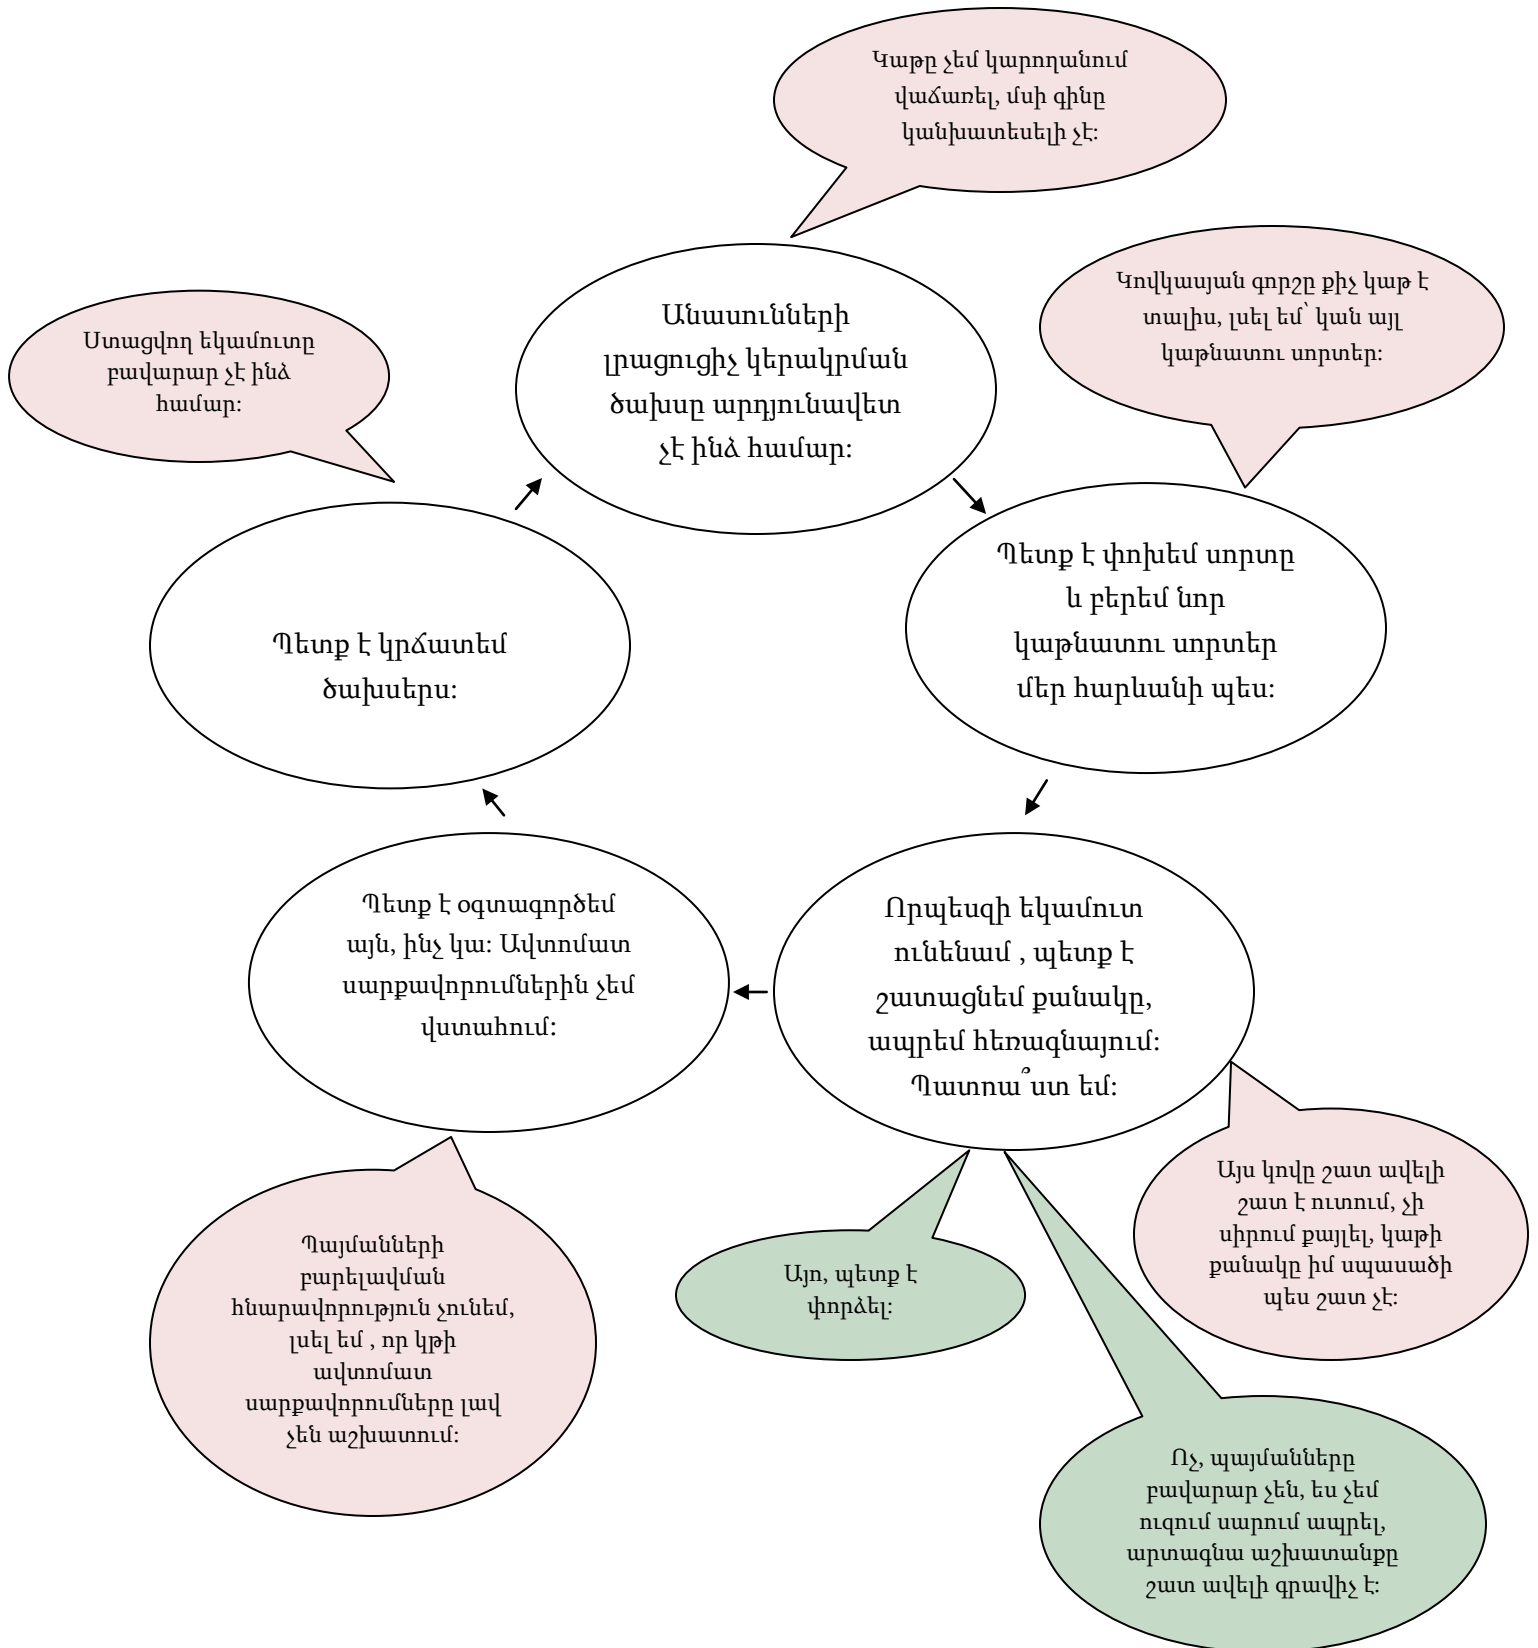 Կաթը չեմ կարողանում
վաճառել, մսի գինը
կանխատեսելի չէ:
Կովկասյան գորշը քիչ կաթ է
տալիս, լսել եմ՝ կան այլ
կաթնատու սորտեր:
Ստացվող եկամուտը
բավարար չէ ինձ
համար:
Անասունների
լրացուցիչ կերակրման
ծախսը արդյունավետ
չէ ինձ համար:
Պետք է փոխեմ սորտը
և բերեմ նոր
կաթնատու սորտեր
մեր հարևանի պես:
Պետք է կրճատեմ
ծախսերս:
Պետք է օգտագործեմ
այն, ինչ կա: Ավտոմատ
սարքավորումներին չեմ
վստահում:
Որպեսզի եկամուտ
ունենամ , պետք է
շատացնեմ քանակը,
ապրեմ հեռագնայում:
Պատրա՞ստ եմ:
Այս կովը շատ ավելի
շատ է ուտում, չի
սիրում քայլել, կաթի
քանակը իմ սպասածի
պես շատ չէ:
Այո, պետք է
փորձել:
Պայմանների
բարելավման
հնարավորություն չունեմ,
լսել եմ , որ կթի
ավտոմատ
սարքավորումները լավ
չեն աշխատում:
Ոչ, պայմանները
բավարար չեն, ես չեմ
ուզում սարում ապրել,
արտագնա աշխատանքը
շատ ավելի գրավիչ է: